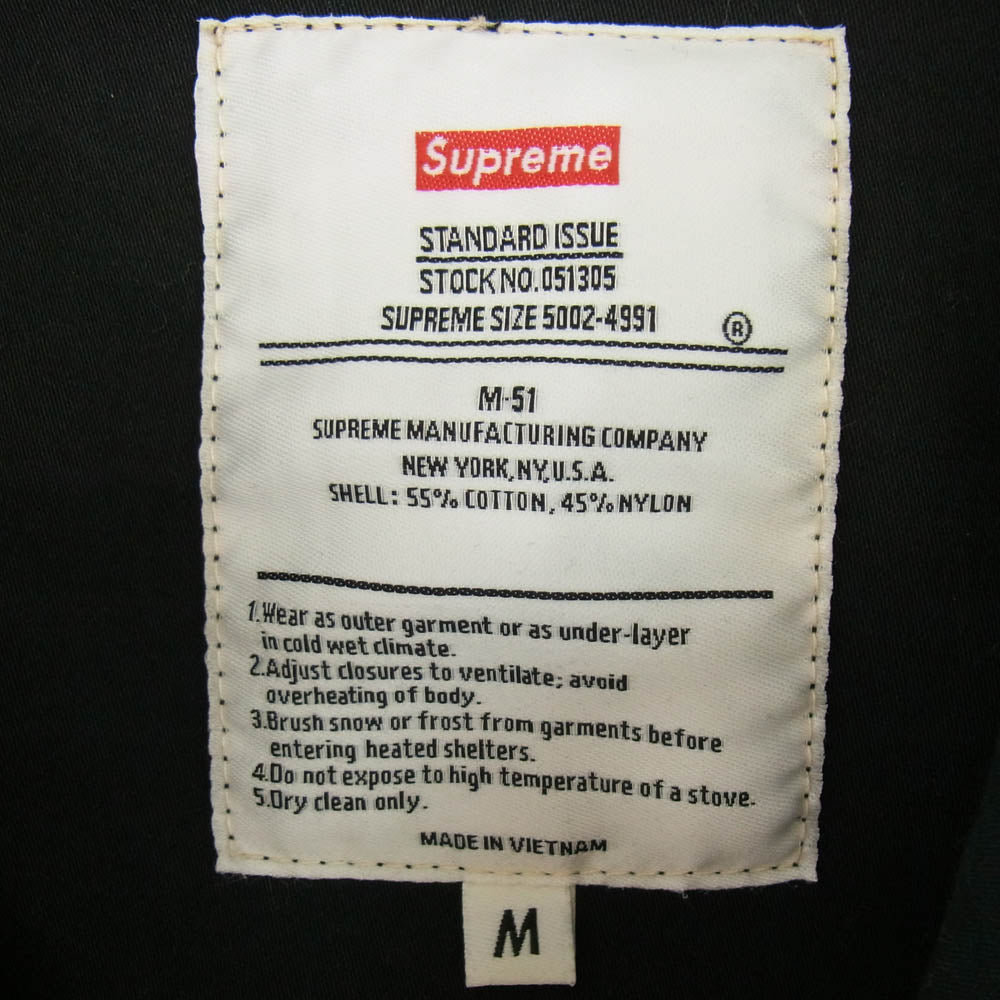 Supreme
STANDARD ISSUE
STOCK NO. 051305
SUPREME SIZE 5002-4991 ®
M-51
SUPREME MANUFACTURING COMPANY
NEW YORK,NY,U.S.A.
SHELL: 55% COTTON, 45% NYLON
1.Wear as outer garment or as under-layer
in cold wet climate.
2.Adjust closures to ventilate; avoid
overheating of body.
3.Brush snow or frost from garments before
entering heated shelters.
4.Do not expose to high temperature of a stove.
5.Dry clean only.
MADE IN VIETNAM
M